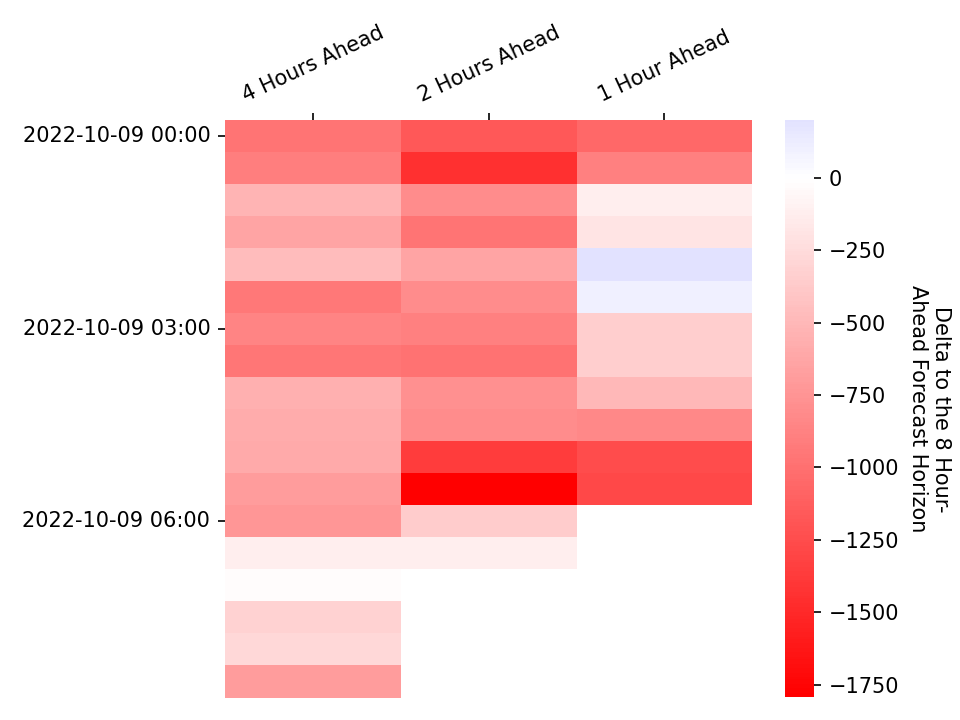 4 Hours Ahead
2 Hours Ahead
1 Hour Ahead
2022-10-09 00:00
2022-10-09 03:00
2022-10-09 06:00
0
−250
−500
−750
−1000
−1250
−1500
−1750
Delta to the 8 Hour-
Ahead Forecast Horizon